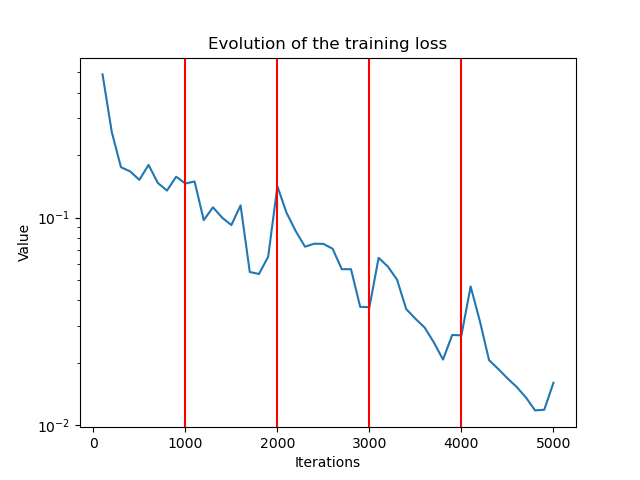 Evolution of the training loss
Value
10⁻¹
10⁻²
0 1000 2000 3000 4000 5000
Iterations